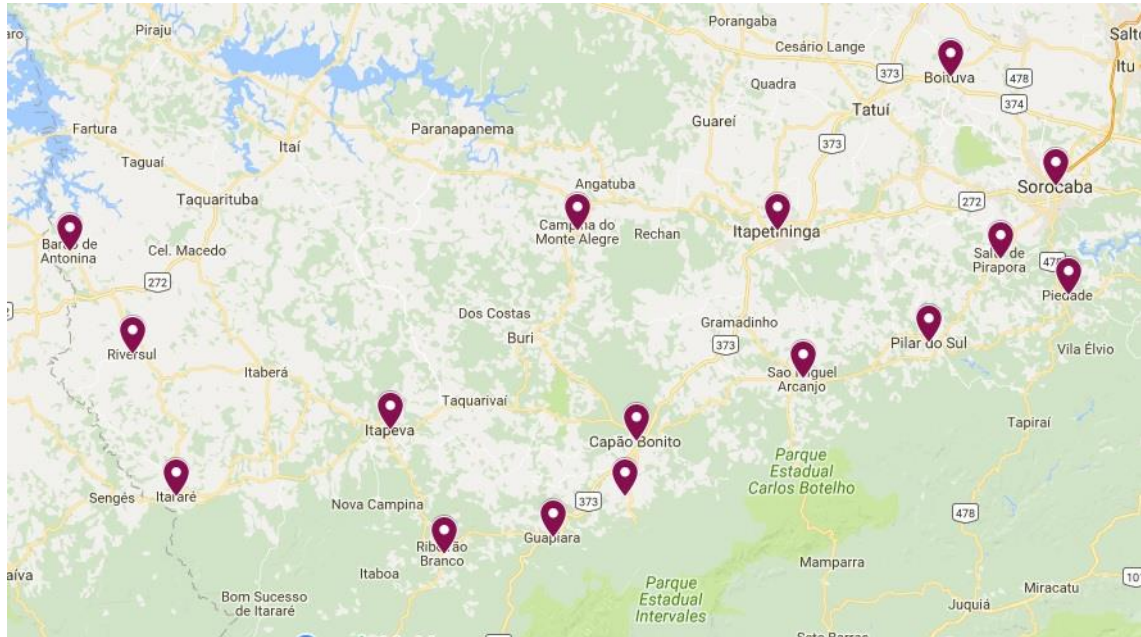 Porangaba
Piraju
Cesário Lange
Salto
Itu
373
Boituva
478
Quadra
374
Tatuí
Fartura
Paranapanema
Guareí
Itaí
373
Taguaí
Angatuba
Sorocaba
Taquarituba
272
Campina do
Monte Alegre
Rechan
Itapetininga
Barão de
Antonina
Cel. Macedo
Salto de
Pirapora
478
272
Piedade
Dos Costas
Gramadinho
Buri
373
Pilar do Sul
Vila Élvio
Riversul
Itaberá
Sao Miguel
Arcanjo
Taquarivaí
Itapeva
Capão Bonito
Tapiraí
Parque
Estadual
Carlos Botelho
Sengés
Itararé
Nova Campina
373
478
Guapiara
Ribeirão
Branco
Mamparra
Itaboa
Parque
Estadual
Intervales
Bom Sucesso
de Itararé
Miracatu
Juquiá